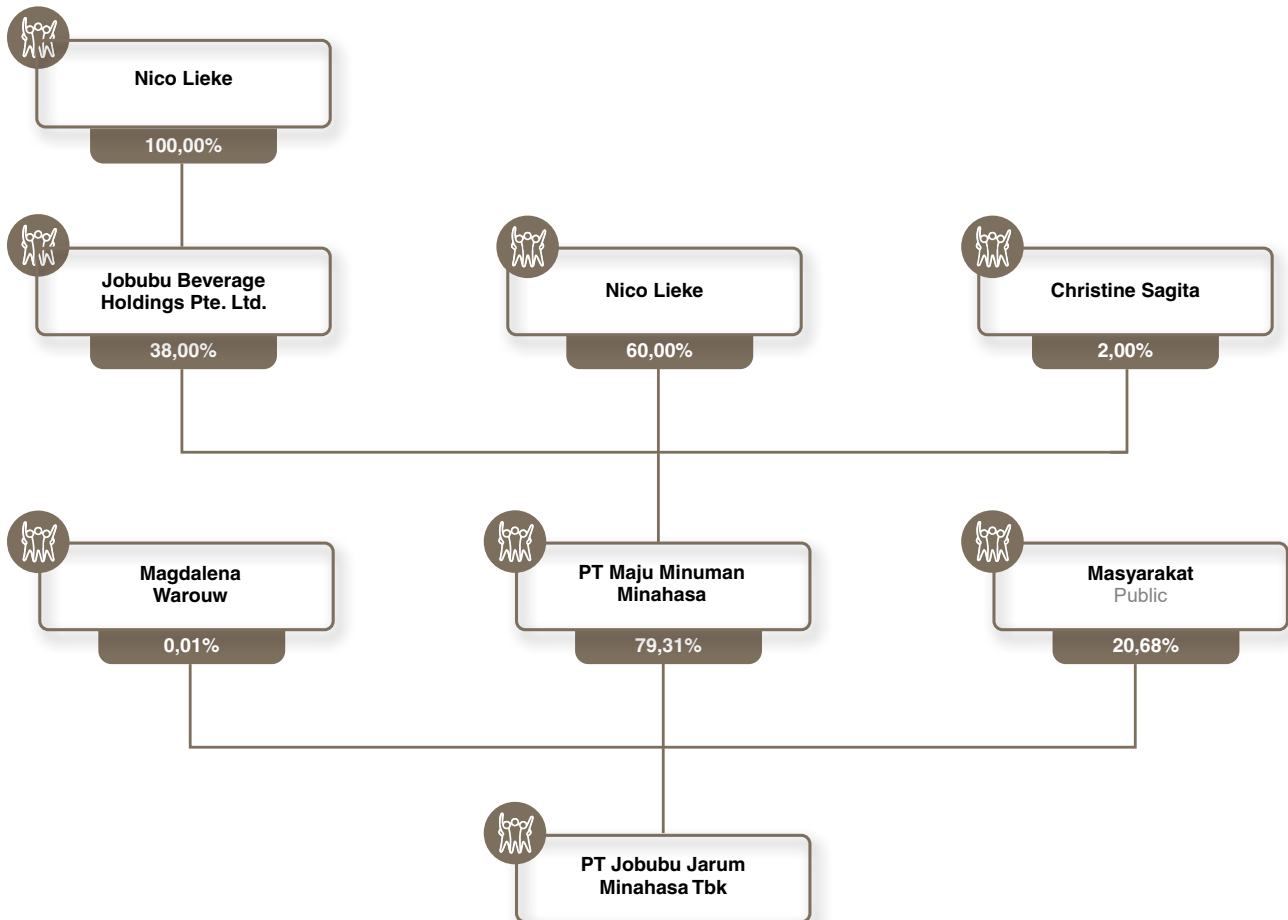 Nico Lieke
100,00%
Jobubu Beverage
Holdings Pte. Ltd.
38,00%
Nico Lieke
60,00%
Christine Sagita
2,00%
Magdalena
Warouw
0,01%
PT Maju Minuman
Minahasa
79,31%
Masyarakat
Public
20,68%
PT Jobubu Jarum
Minahasa Tbk